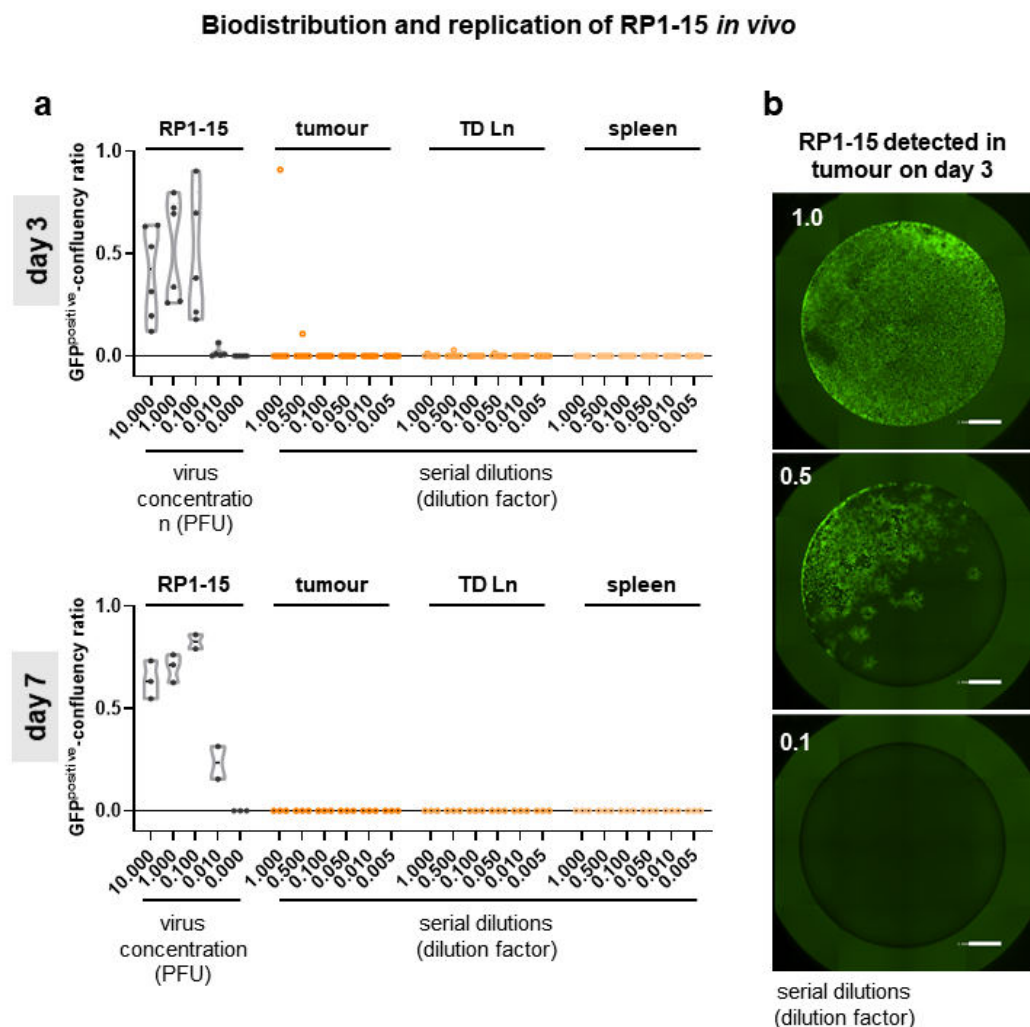 Biodistribution and replication of RP1-15 in vivo
a
day 3
GFPpositive-confluency ratio
RP1-15
tumour
TD Ln
spleen
1.0
0.5
0.0
10.000
1.000
0.100
0.010
0.000
1.000
0.500
0.100
0.050
0.010
0.005
1.000
0.500
0.100
0.050
0.010
0.005
1.000
0.500
0.100
0.050
0.010
0.005
virus
concentratio
n (PFU)
serial dilutions
(dilution factor)
day 7
GFPpositive-confluency ratio
RP1-15
tumour
TD Ln
spleen
1.0
0.5
0.0
10.000
1.000
0.100
0.010
0.000
1.000
0.500
0.100
0.050
0.010
0.005
1.000
0.500
0.100
0.050
0.010
0.005
1.000
0.500
0.100
0.050
0.010
0.005
virus
concentration
(PFU)
serial dilutions
(dilution factor)
b
RP1-15 detected in
tumour on day 3
1.0
0.5
0.1
serial dilutions
(dilution factor)